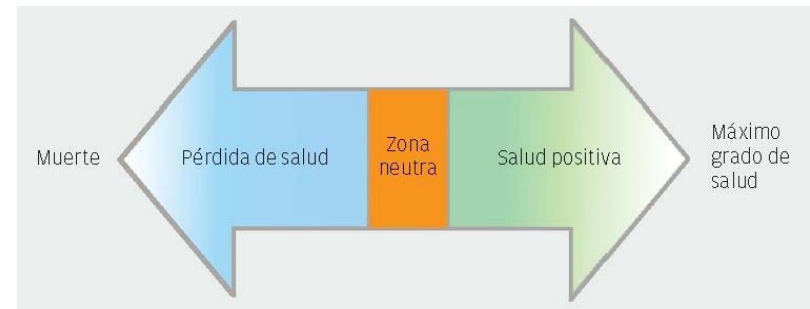 Muerte
Pérdida de salud
Zona
neutra
Salud positiva
Máximo
grado de
salud